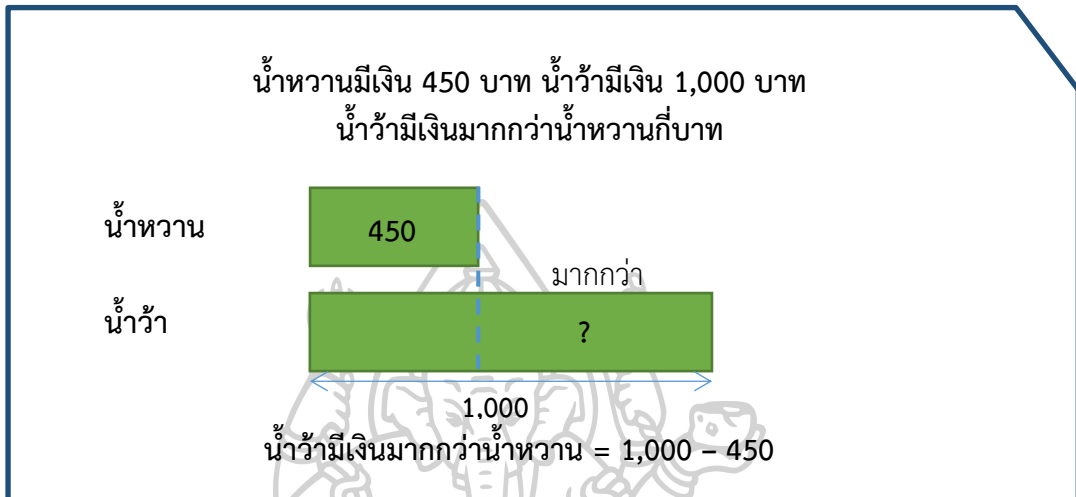 น้ำหวานมีเงิน 450 บาท น้ำว้ามีเงิน 1,000 บาท
น้ำว้ามีเงินมากกว่าน้ำหวานกี่บาท
น้ำหวาน
450
มากกว่า
น้ำว้า
?
1,000
น้ำว้ามีเงินมากกว่าน้ำหวาน = 1,000 – 450